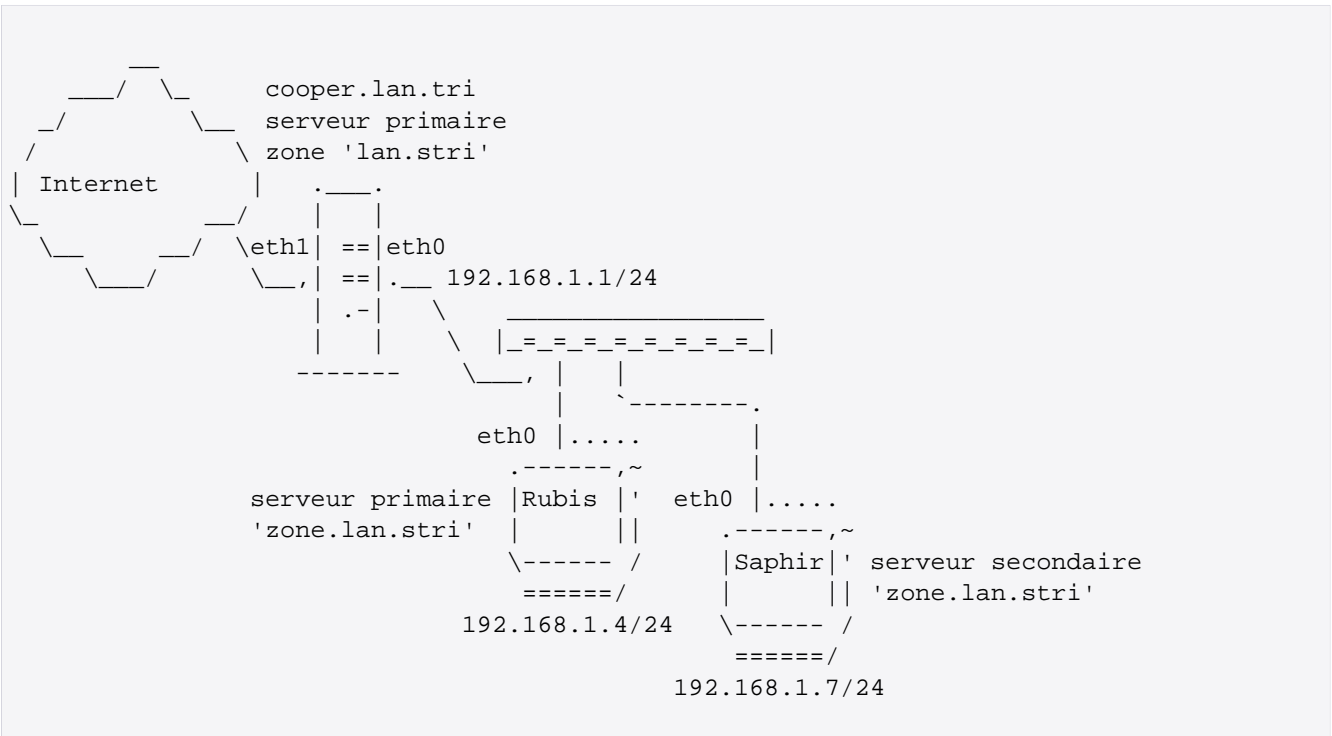 cooper.lan.tri
serveur primaire
zone 'lan.stri'
Internet
eth1 eth0
192.168.1.1/24
eth0
serveur primaire Rubis eth0
'zone.lan.stri'
Saphir serveur secondaire
'zone.lan.stri'
192.168.1.4/24
192.168.1.7/24